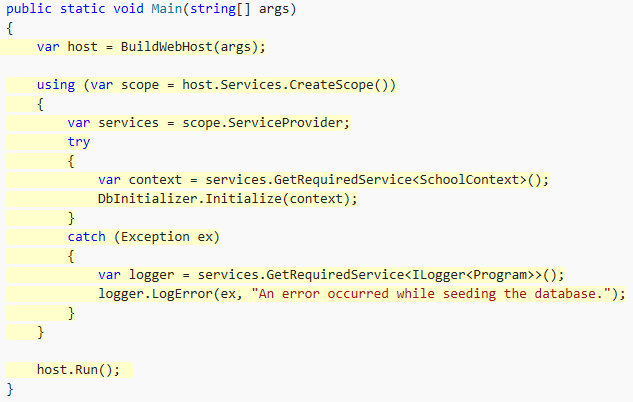 public static void Main(string[] args)
{
    var host = BuildWebHost(args);

    using (var scope = host.Services.CreateScope())
    {
        var services = scope.ServiceProvider;
        try
        {
            var context = services.GetRequiredService<SchoolContext>();
            DbInitializer.Initialize(context);
        }
        catch (Exception ex)
        {
            var logger = services.GetRequiredService<ILogger<Program>>();
            logger.LogError(ex, "An error occurred while seeding the database.");
        }
    }

    host.Run();
}